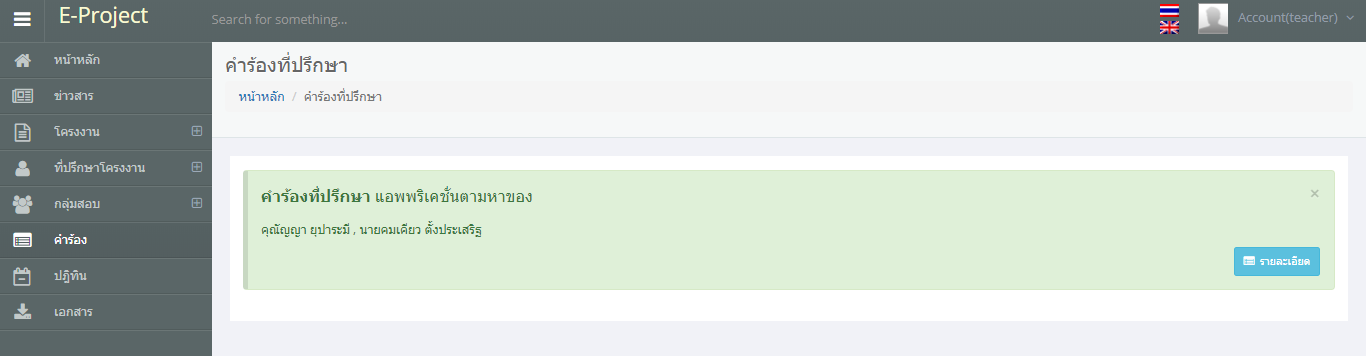 E-Project
Search for something...
Account(teacher)
หน้าหลัก
ข่าวสาร
โครงงาน
ที่ปรึกษาโครงงาน
กลุ่มสอบ
คำร้อง
ปฏิทิน
เอกสาร
คำร้องที่ปรึกษา
หน้าหลัก / คำร้องที่ปรึกษา
คำร้องที่ปรึกษา แอพพริเคชั่นตามหาของ
×
คุณัญญา ยุปาระมี , นายคมเคียว ตั้งประเสริฐ
รายละเอียด